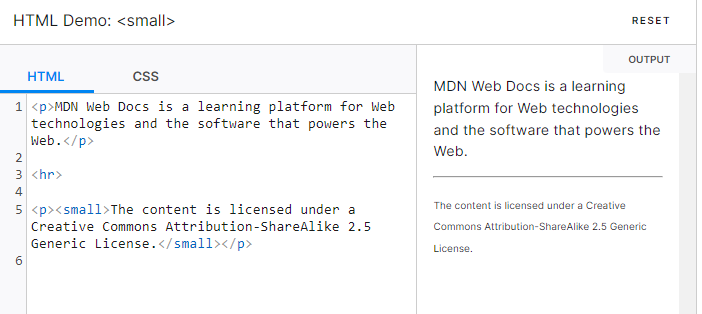 HTML Demo: <small>
RESET
HTML
CSS
1 <p>MDN Web Docs is a learning platform for Web
technologies and the software that powers the
Web.</p>
2
3 <hr>
4
5 <p><small>The content is licensed under a
Creative Commons Attribution-ShareAlike 2.5
Generic License.</small></p>
6
OUTPUT
MDN Web Docs is a learning
platform for Web technologies
and the software that powers the
Web.
The content is licensed under a Creative
Commons Attribution-ShareAlike 2.5 Generic
License.